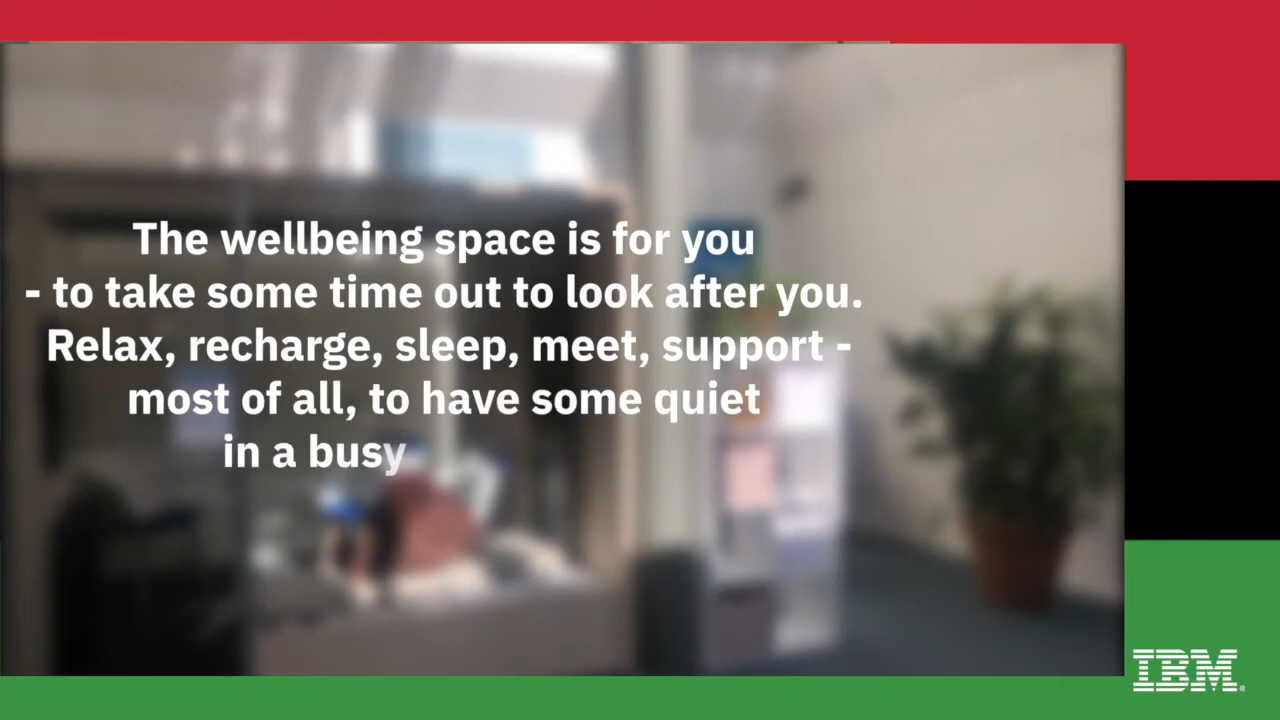 The wellbeing space is for you
- to take some time out to look after you.
Relax, recharge, sleep, meet, support -
most of all, to have some quiet
in a busy
IBM